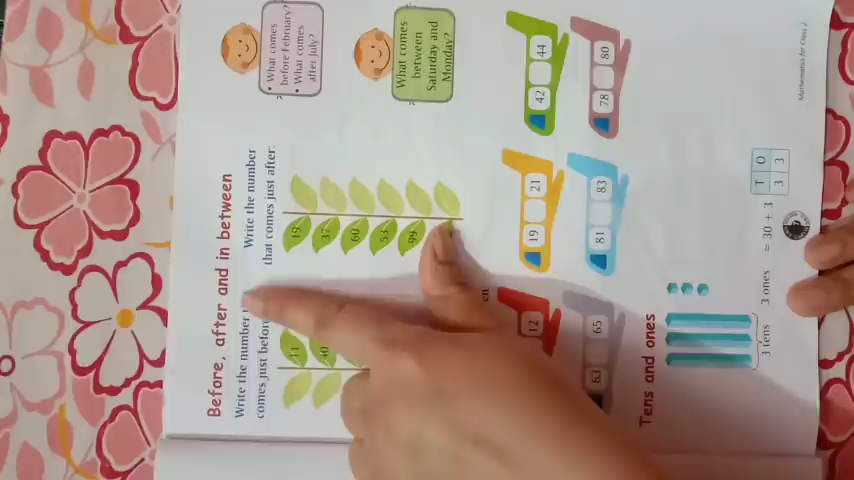 Before, after and in between
Write the number
comes just before
11
40
Write the number
that comes just after:
19
37
60
53
99
• What comes
before February?
• What comes
after July?
What comes
between
Saturday and
Monday?
12
19 21
42 44
63 65
81 83
78 80
Tens and ones
3 tens 3 ones = 30 + 3
T O
3 3
Mathematics for Class 2